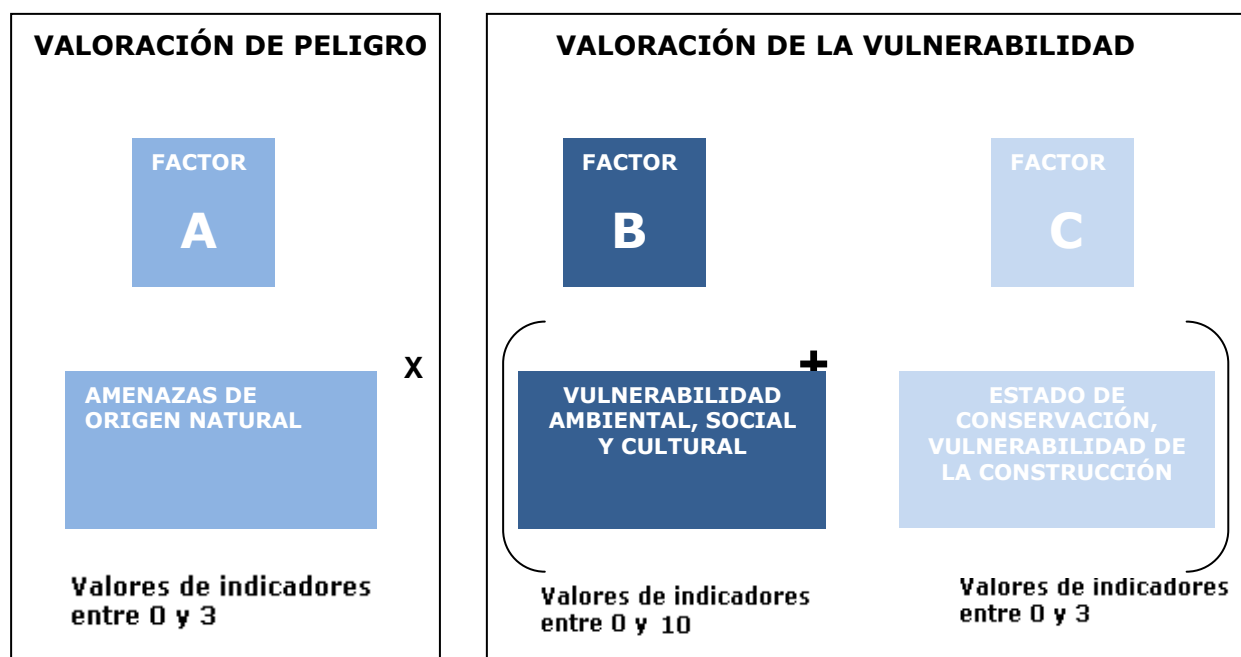 VALORACIÓN DE PELIGRO
FACTOR
A
X
AMENAZAS DE
ORIGEN NATURAL
Valores de indicadores
entre 0 y 3
VALORACIÓN DE LA VULNERABILIDAD
FACTOR
B
FACTOR
C
+
VULNERABILIDAD
AMBIENTAL, SOCIAL
Y CULTURAL
ESTADO DE
CONSERVACIÓN,
VULNERABILIDAD DE
LA CONSTRUCCIÓN
Valores de indicadores
entre 0 y 10
Valores de indicadores
entre 0 y 3